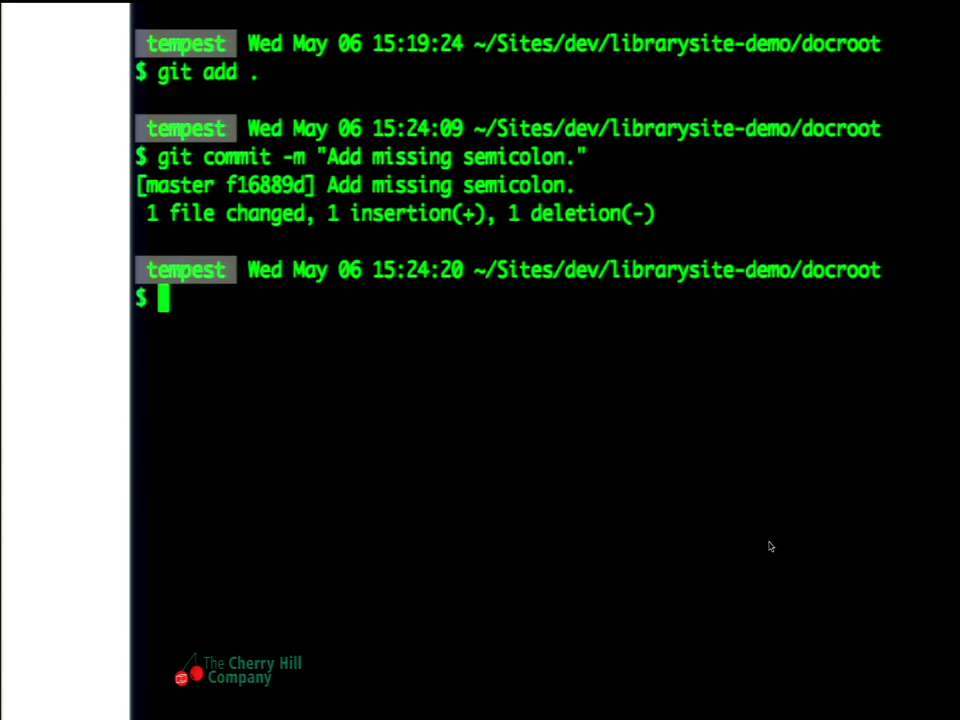 tempest Wed May 06 15:19:24 ~/Sites/dev/librarysite-demo/docroot
$ git add .
tempest Wed May 06 15:24:09 ~/Sites/dev/librarysite-demo/docroot
$ git commit -m "Add missing semicolon."
[master f16889d] Add missing semicolon.
1 file changed, 1 insertion(+), 1 deletion(-)
tempest Wed May 06 15:24:20 ~/Sites/dev/librarysite-demo/docroot
$
The Cherry Hill
Company